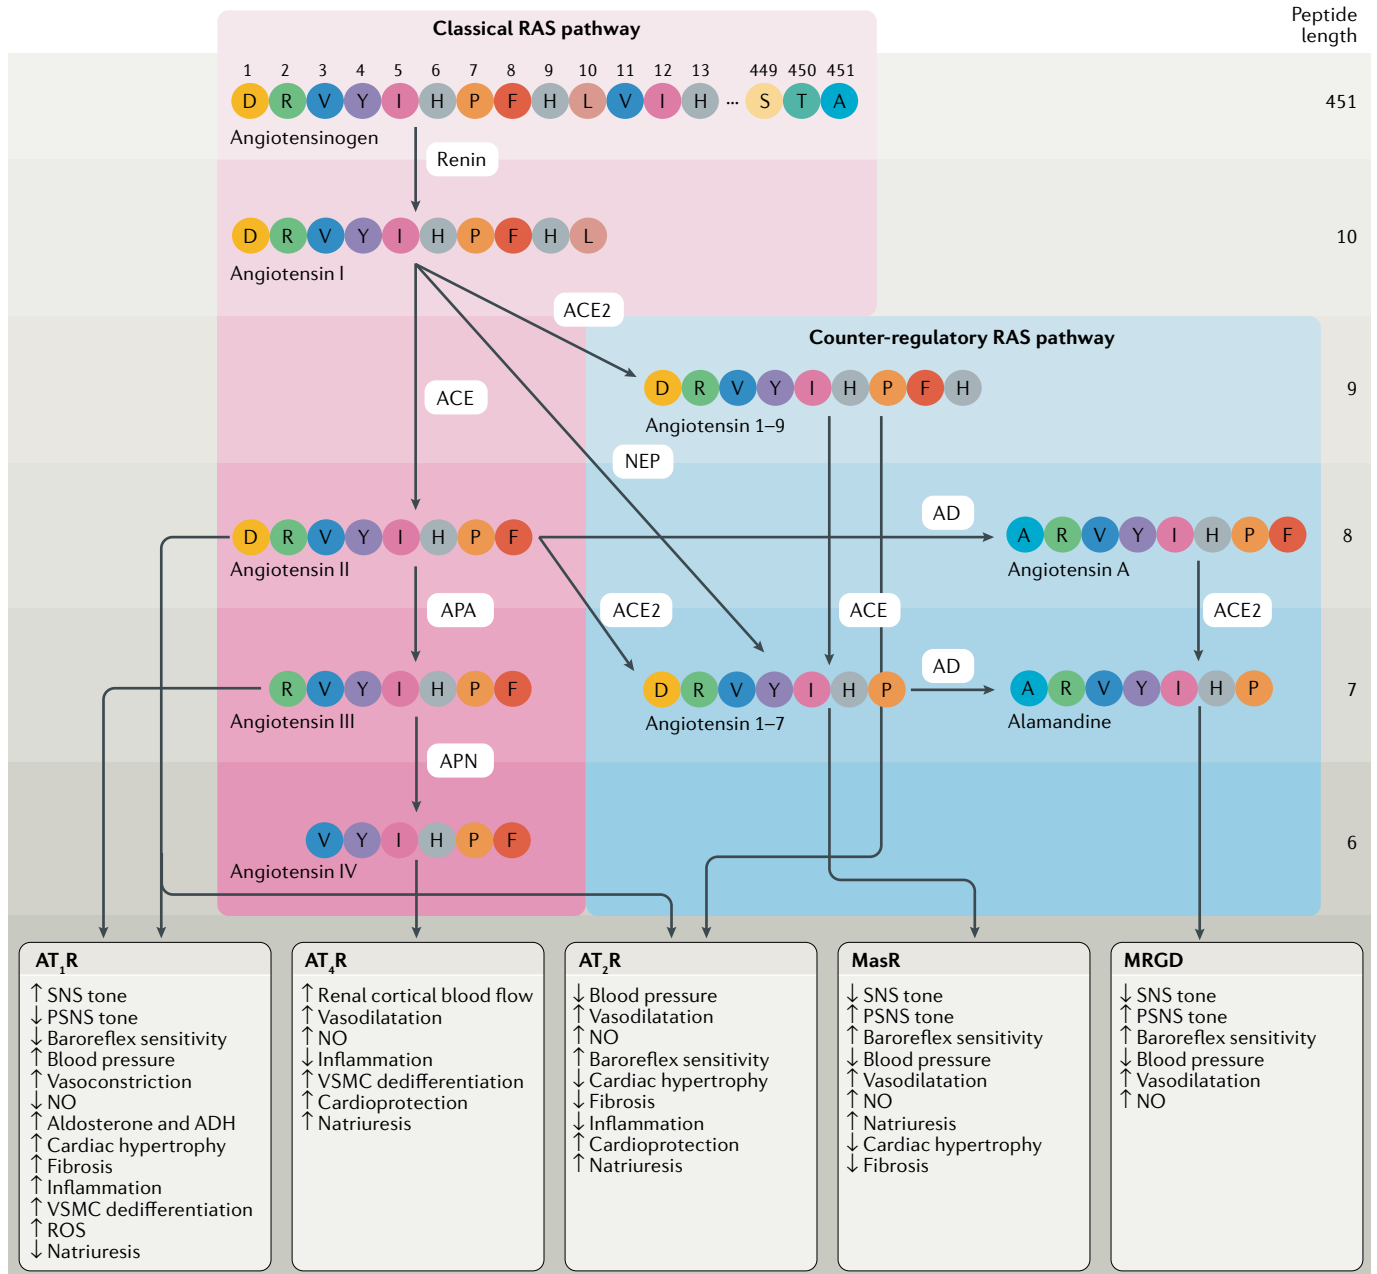 Classical RAS pathway
Peptide
length
1 2 3 4 5 6 7 8 9 10 11 12 13 449 450 451
D R V Y I H P F H L V I H ... S T A
451
Angiotensinogen
Renin
D R V Y I H P F H L
10
Angiotensin I
ACE2
Counter-regulatory RAS pathway
D R V Y I H P F H
9
ACE
Angiotensin 1–9
NEP
AD
D R V Y I H P F
A R V Y I H P F
8
Angiotensin II
Angiotensin A
APA
ACE2
ACE
ACE2
AD
R V Y I H P F
D R V Y I H P
A R V Y I H P
7
Angiotensin III
Angiotensin 1–7
Alamandine
APN
V Y I H P F
6
Angiotensin IV
AT1R
↑ SNS tone
↓ PSNS tone
↓ Baroreflex sensitivity
↑ Blood pressure
↑ Vasoconstriction
↓ NO
↑ Aldosterone and ADH
↑ Cardiac hypertrophy
↑ Fibrosis
↑ Inflammation
↑ VSMC dedifferentiation
↑ ROS
↓ Natriuresis
AT4R
↑ Renal cortical blood flow
↑ Vasodilatation
↑ NO
↓ Inflammation
↑ VSMC dedifferentiation
↑ Cardioprotection
↑ Natriuresis
AT2R
↓ Blood pressure
↑ Vasodilatation
↑ NO
↑ Baroreflex sensitivity
↓ Cardiac hypertrophy
↓ Fibrosis
↓ Inflammation
↑ Cardioprotection
↑ Natriuresis
MasR
↓ SNS tone
↑ PSNS tone
↑ Baroreflex sensitivity
↓ Blood pressure
↑ Vasodilatation
↑ NO
↑ Natriuresis
↓ Cardiac hypertrophy
↓ Fibrosis
MRGD
↓ SNS tone
↑ PSNS tone
↑ Baroreflex sensitivity
↓ Blood pressure
↑ Vasodilatation
↑ NO